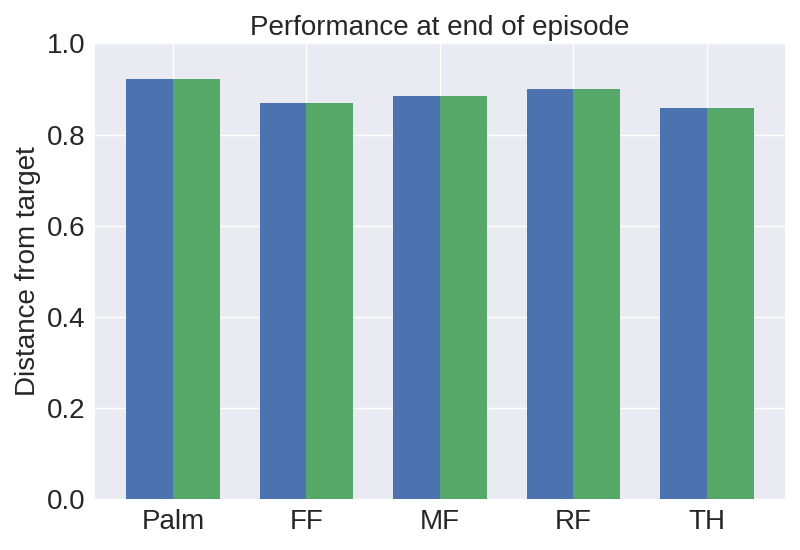 Performance at end of episode
Distance from target
1.0
0.8
0.6
0.4
0.2
0.0
Palm FF MF RF TH